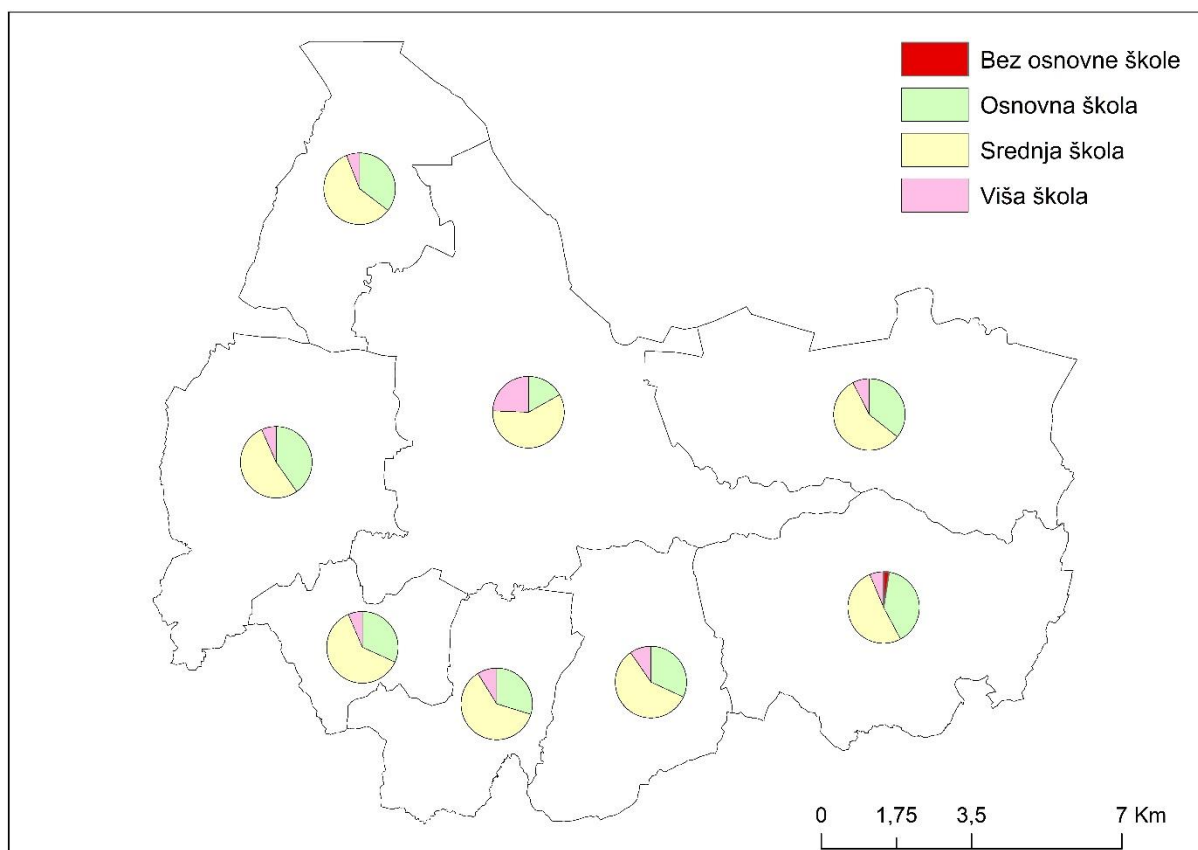 Bez osnovne škole
Osnovna škola
Srednja škola
Viša škola
0 1,75 3,5 7 Km